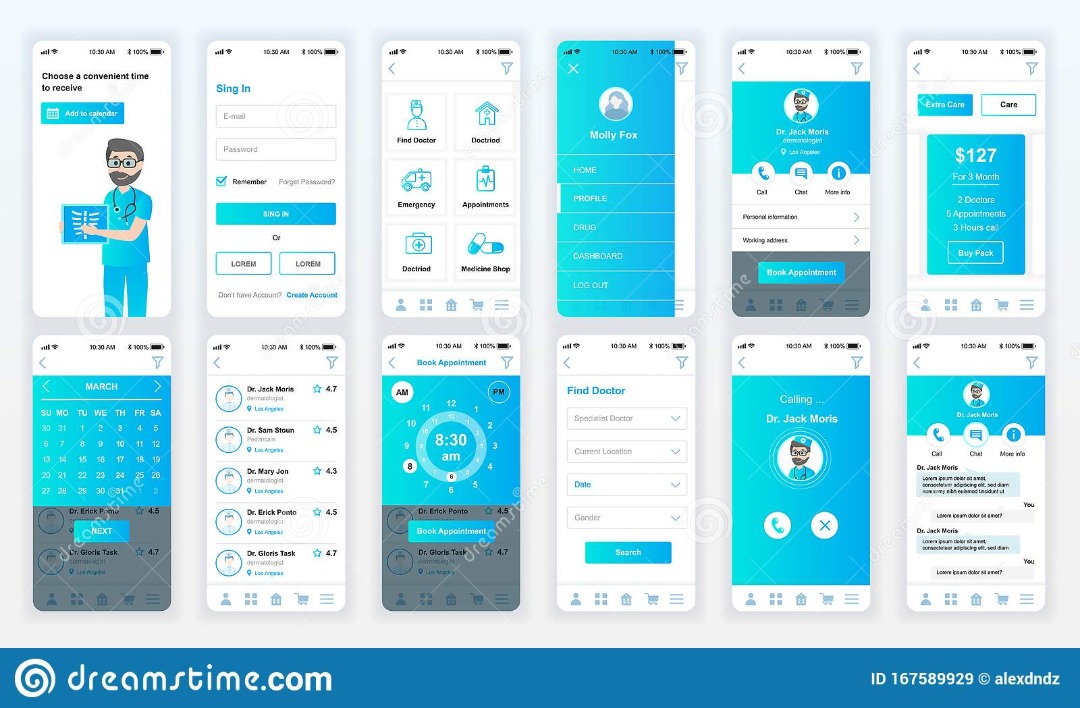 10:30 AM 100%
Choose a convenient time
to receive
Add to calendar
10:30 AM 100%
Sing In
E-mail
Password
Remember Forget Password?
SING IN
Or
LOREM LOREM
Don't have Account? Create Account
10:30 AM 100%
Find Doctor Doctriod
Emergency Appointments
Doctriod Medicine Shop
10:30 AM 100%
Molly Fox
HOME
PROFILE
DRUG
DASHBOARD
LOG OUT
10:30 AM 100%
Dr. Jack Moris
dermatologist
Los Angeles
Call Chat More info
Personal information
Working address
Book Appointment
10:30 AM 100%
Extra Care Care
$127
For 3 Month
2 Doctors
5 Appointments
3 Hours call
Buy Pack
10:30 AM 100%
MARCH
SU MO TU WE TH FR SA
30 31 1 2 3 4 5
6 7 8 9 10 11 12
13 14 15 16 17 18 19
20 21 22 23 24 25 26
27 28 29 30 31 1 2
Dr. Erick Ponto 4.5
NEXT
Dr. Gloris Task 4.7
dermatologist
Los Angeles
10:30 AM 100%
Dr. Jack Moris 4.7
dermatologist
Los Angeles
Dr. Sam Stoun 4.5
Peditricain
Los Angeles
Dr. Mary Jon 4.3
Los Angeles
Dr. Erick Ponto 4.5
dermatologist
Los Angeles
Dr. Gloris Task 4.7
dermatologist
Los Angeles
10:30 AM 100%
Book Appointment
AM PM
11 12 1
10 2
9 3
8 4
7 6 5
6
8:30
am
Dr. Erick Ponto 4.5
Book Appointment
Dr. Gloris Task 4.7
dermatologist
Los Angeles
10:30 AM 100%
Find Doctor
Specialist Doctor
Current Location
Date
Gender
Search
10:30 AM 100%
Calling ...
Dr. Jack Moris
10:30 AM 100%
Dr. Jack Moris
Los Angeles
Call Chat More info
Dr. Jack Moris
Lorem ipsum dolor sit amet,
consectetur adipiscing elit, sed diam
nonummy nibh euismod tincidunt ut
You
Lorem ipsum dolor sit amet?
Dr. Jack Moris
Lorem ipsum dolor sit amet,
consectetur adipiscing elit, sed diam
You
Lorem ipsum dolor sit amet?
dreamstime.com
ID 167589929 © alexdndz